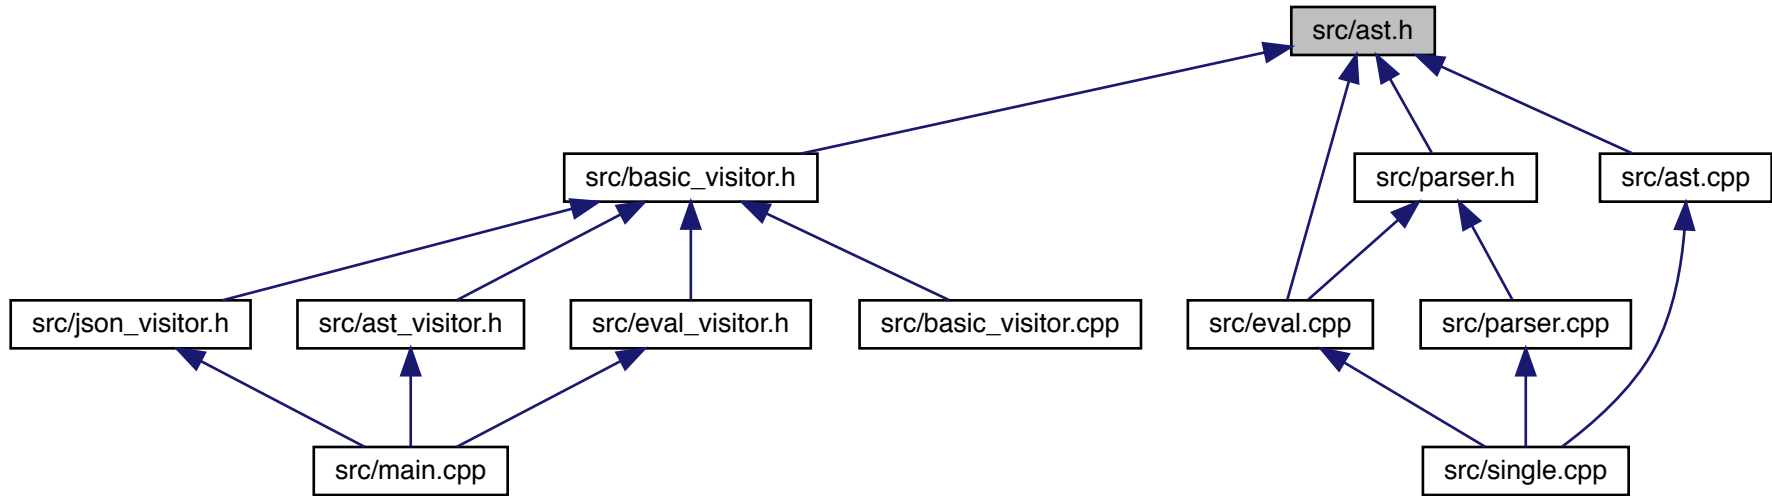 src/ast.h
src/basic_visitor.h
src/parser.h
src/ast.cpp
src/json_visitor.h
src/ast_visitor.h
src/eval_visitor.h
src/basic_visitor.cpp
src/eval.cpp
src/parser.cpp
src/main.cpp
src/single.cpp